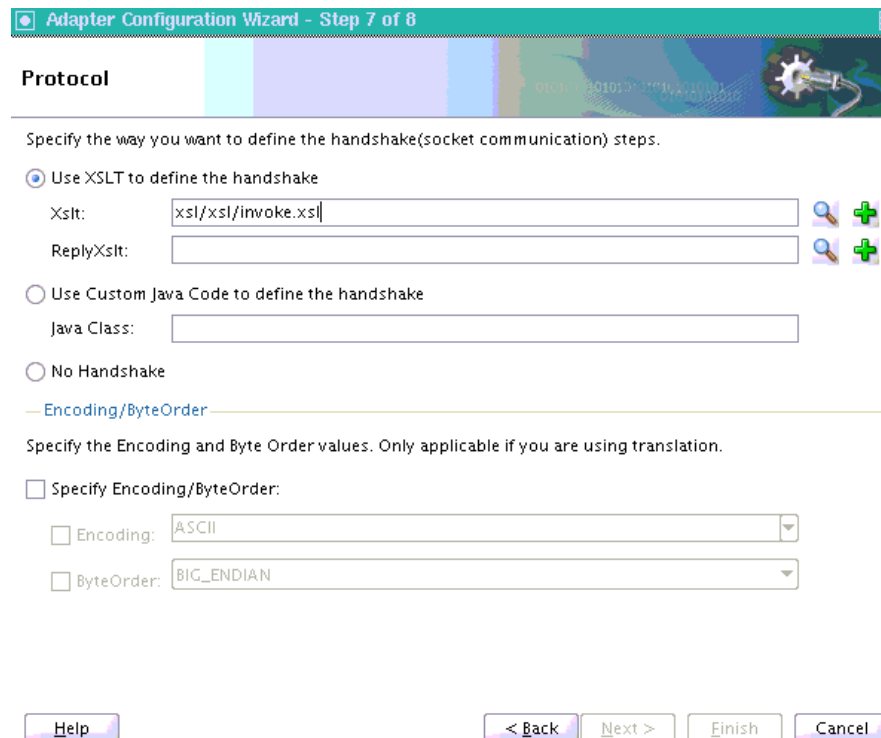 Adapter Configuration Wizard - Step 7 of 8
Protocol
Specify the way you want to define the handshake(socket communication) steps.
Use XSLT to define the handshake
Xslt: xsl/xsl/invoke.xsl
ReplyXslt:
Use Custom Java Code to define the handshake
Java Class:
No Handshake
Encoding/ByteOrder
Specify the Encoding and Byte Order values. Only applicable if you are using translation.
Specify Encoding/ByteOrder:
Encoding: ASCII
ByteOrder: BIG_ENDIAN
Help < Back Next > Finish Cancel